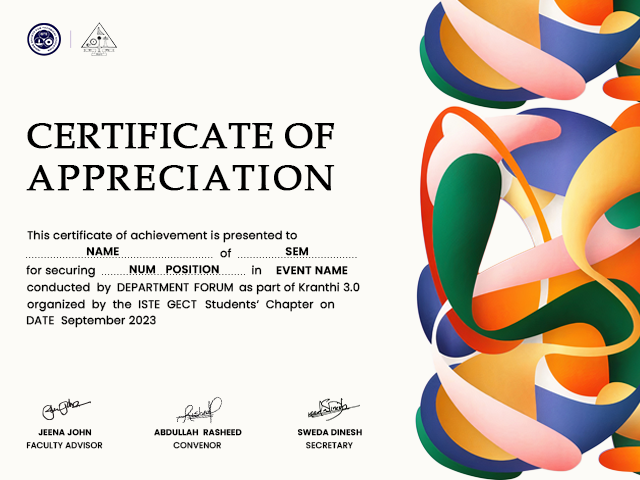 CERTIFICATE OF
APPRECIATION
This certificate of achievement is presented to
NAME of SEM
for securing NUM POSITION in EVENT NAME
conducted by DEPARTMENT FORUM as part of Kranthi 3.0
organized by the ISTE GECT Students' Chapter on
DATE September 2023
JEENA JOHN ABDULLAH RASHEED SWEDA DINESH
FACULTY ADVISOR CONVENOR SECRETARY